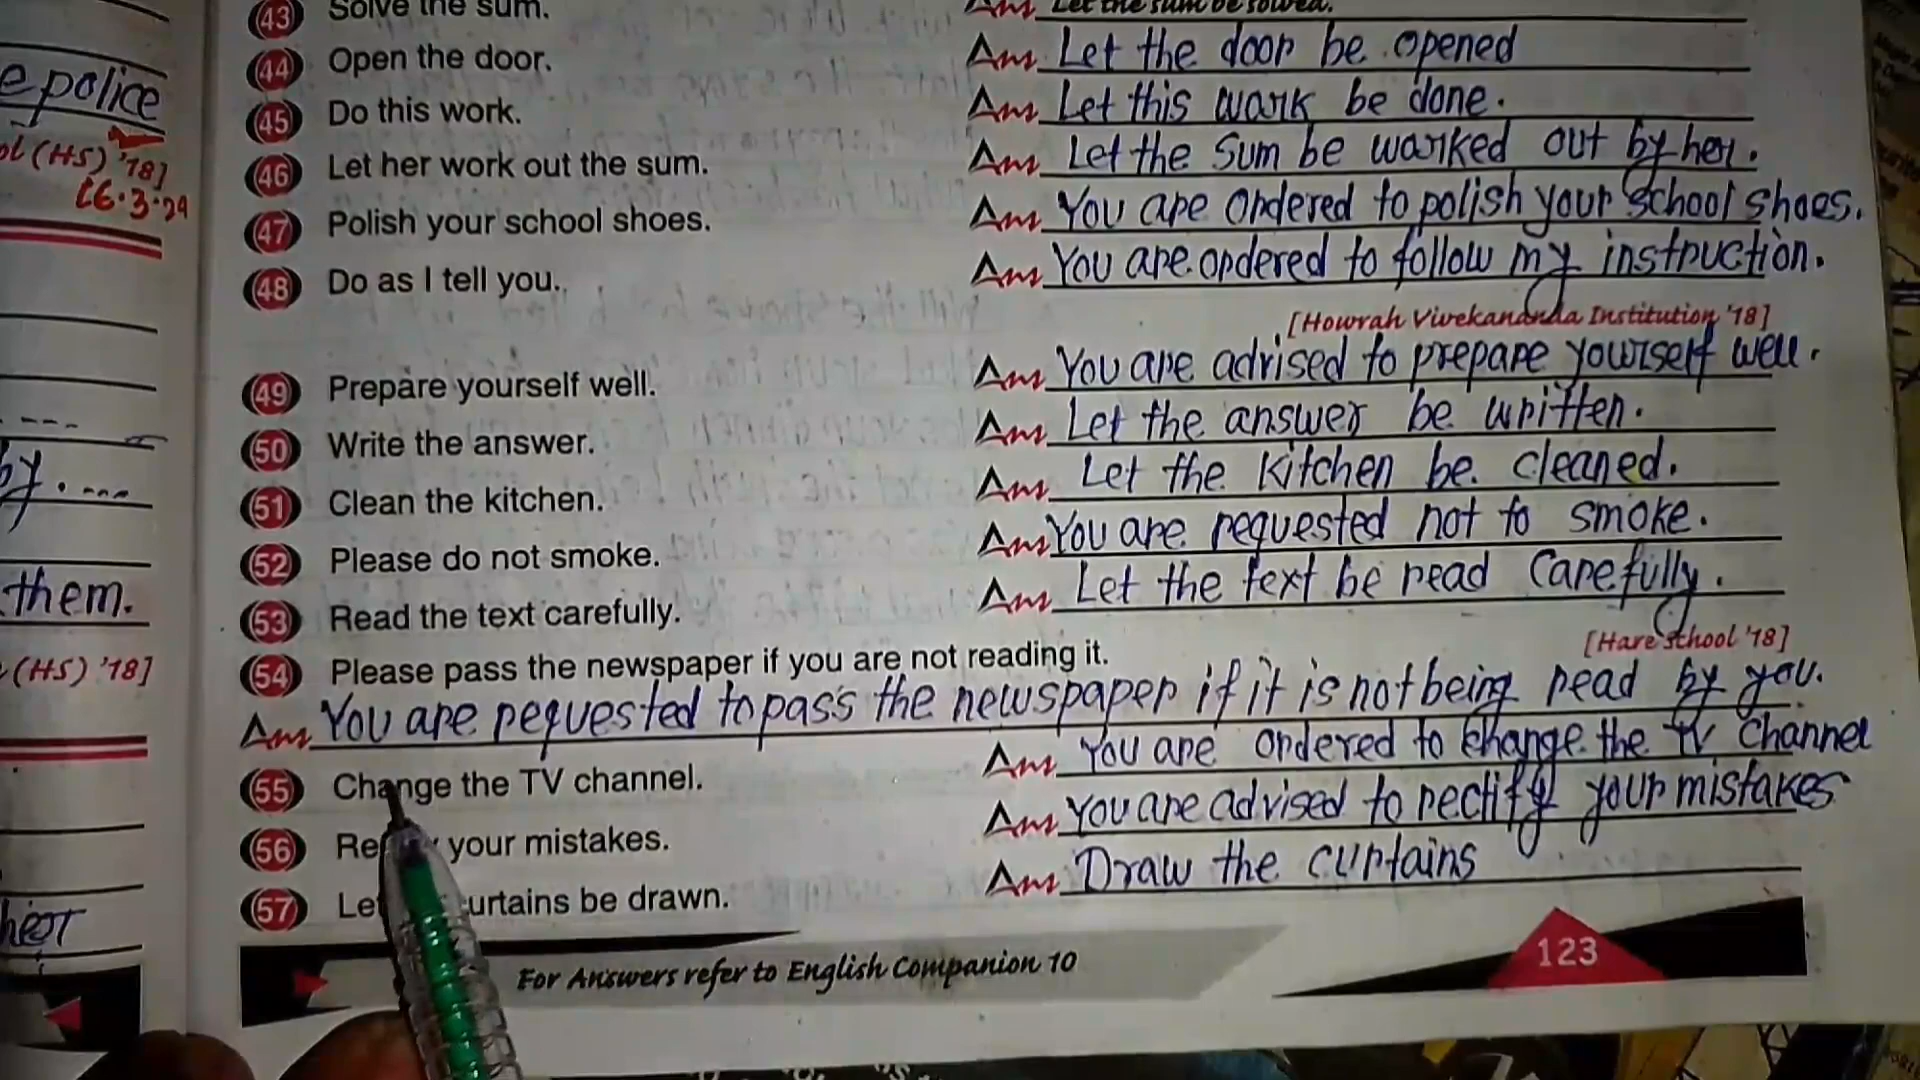 43 Solve the sum. Ans Let the sum be solved.
44 Open the door. Ans Let the door be opened
45 Do this work. Ans Let this work be done.
46 Let her work out the sum. Ans Let the Sum be worked out by her.
47 Polish your school shoes. Ans You are ordered to polish your school shoes.
48 Do as I tell you. Ans You are ordered to follow my instruction.
[Howrah Vivekananda Institution '18]
49 Prepare yourself well. Ans You are advised to prepare yourself well.
50 Write the answer. Ans Let the answer be written.
51 Clean the kitchen. Ans Let the kitchen be cleaned.
52 Please do not smoke. Ans You are requested not to smoke.
53 Read the text carefully. Ans Let the text be read Carefully.
[Hare school '18]
54 Please pass the newspaper if you are not reading it.
Ans You are requested to pass the newspaper if it is not being read by you.
55 Change the TV channel. Ans You are ordered to change the TV Channel
56 Re your mistakes. Ans You are advised to rectify your mistakes
57 Le urtains be drawn. Ans Draw the curtains
For Answers refer to English Companion 10
123
e police
ol (HS) '18]
26.3.24
by. ---
them.
(HS) '18]